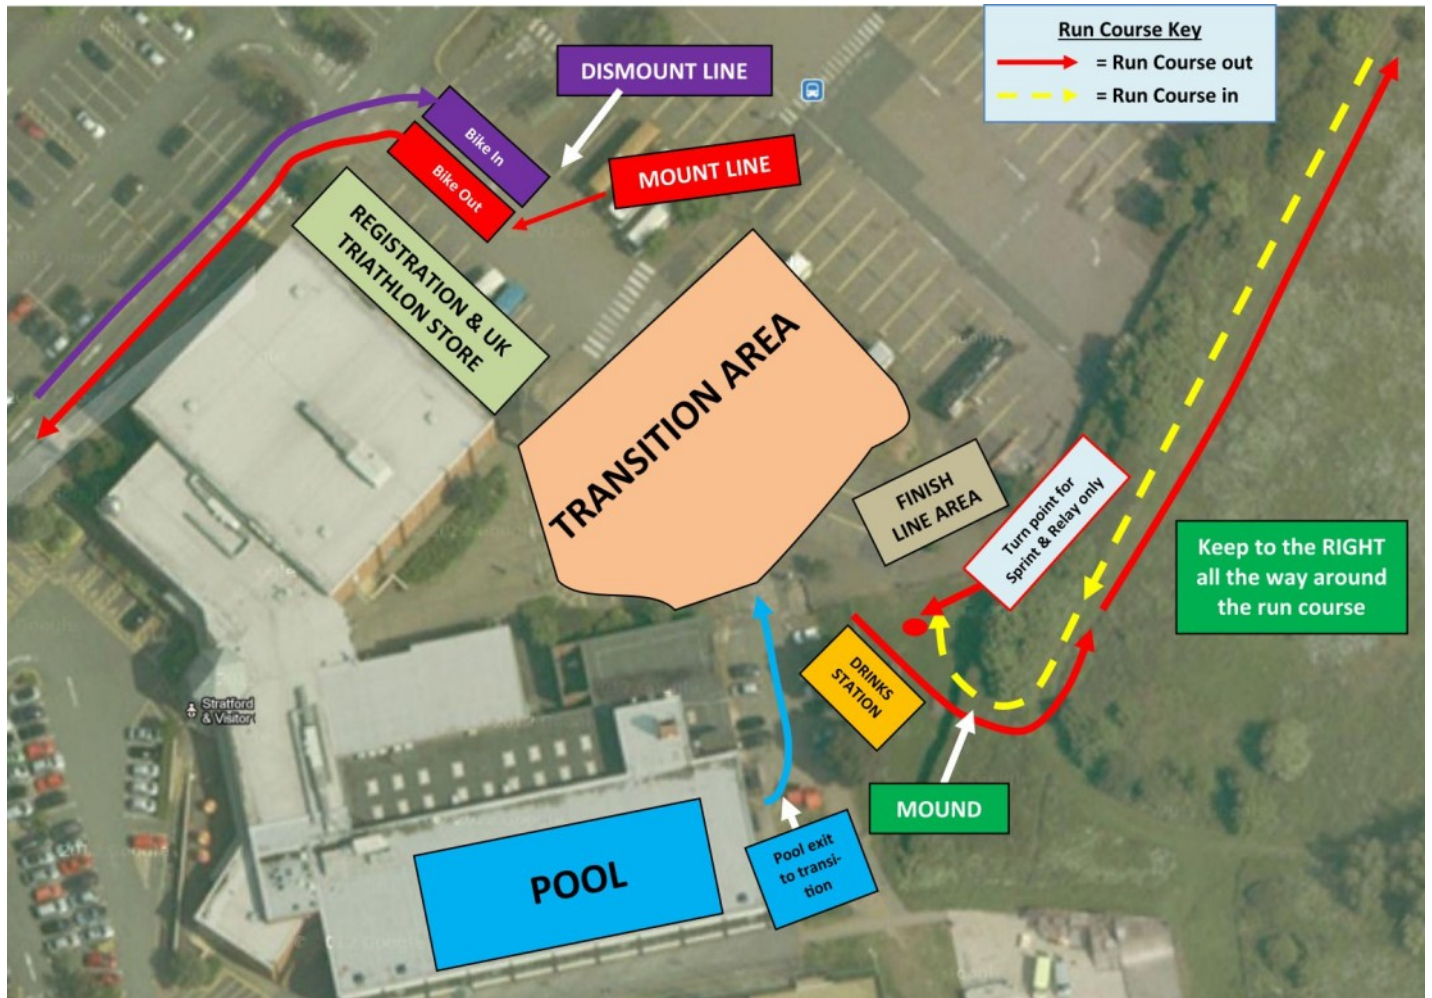 DISMOUNT LINE
MOUNT LINE
Bike In
Bike Out
REGISTRATION & UK
TRIATHLON STORE
Run Course Key
= Run Course out
= Run Course in
TRANSITION AREA
FINISH
LINE AREA
Turn point for
Sprint & Relay only
Keep to the RIGHT
all the way around
the run course
DRINKS
STATION
MOUND
Stratford
& Visitor
POOL
Pool exit
to transi-
tion